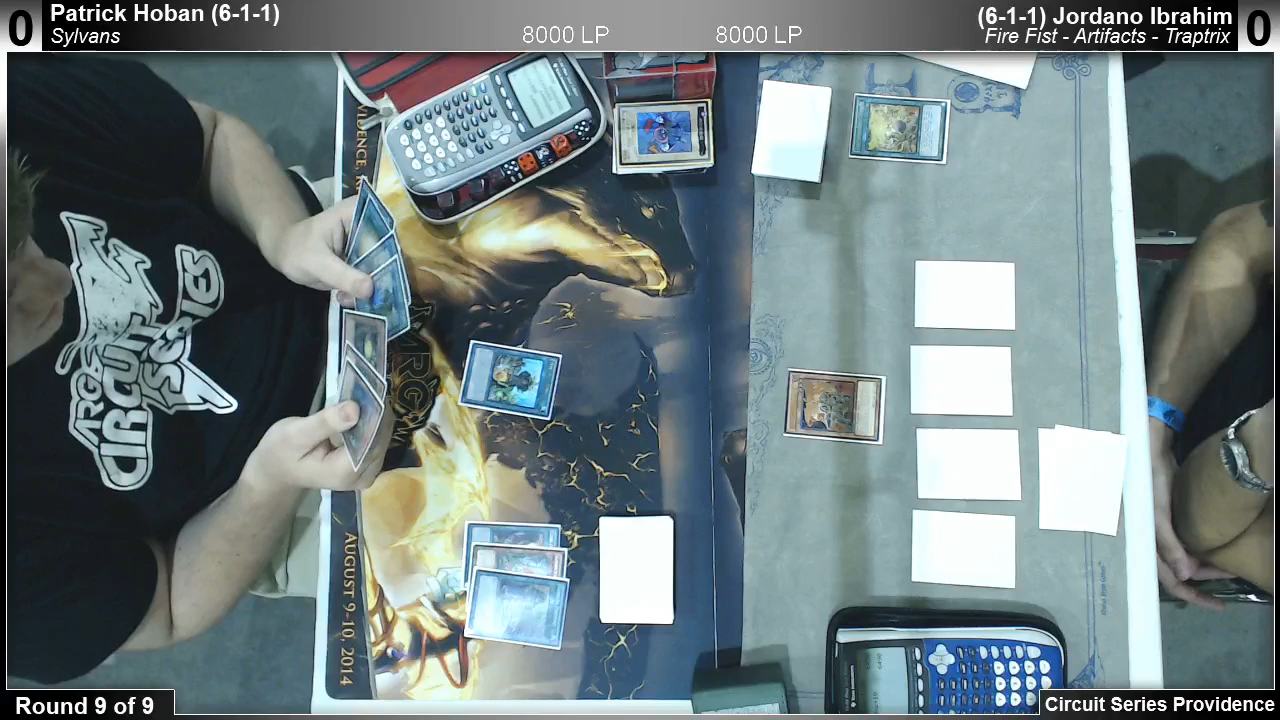 0
Patrick Hoban (6-1-1)
Sylvans
8000 LP
8000 LP
(6-1-1) Jordano Ibrahim
Fire Fist - Artifacts - Traptrix
0
ARG
CIRCUIT
SERIES
AUGUST 9-10, 2014
Round 9 of 9
Circuit Series Providence